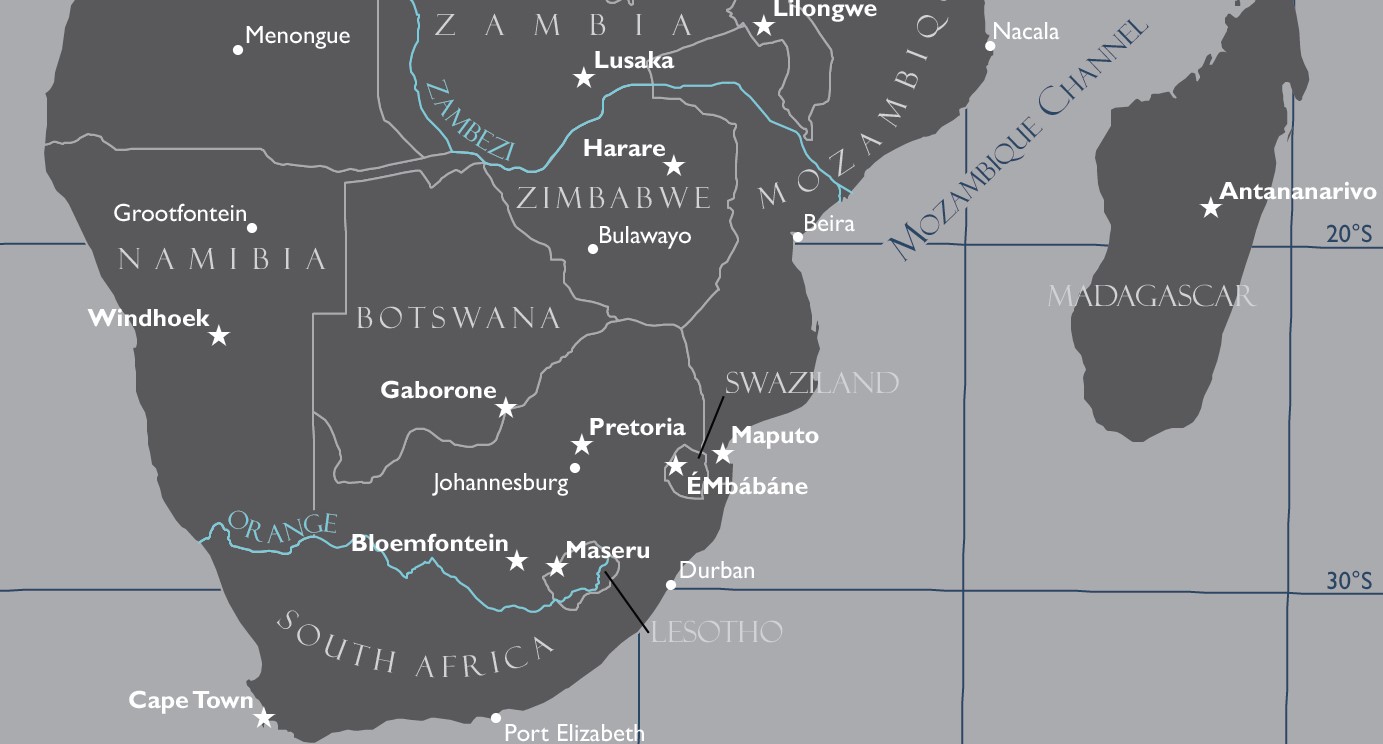 Lilongwe
ZAMBIA
Nacala
Menongue
Lusaka
MOZAMBIQ
MOZAMBIQUE CHANNEL
ZAMBEZI
Harare
ZIMBABWE
Antananarivo
Grootfontein
Beira
Bulawayo
20°S
NAMIBIA
MADAGASCAR
Windhoek
BOTSWANA
SWAZILAND
Gaborone
Pretoria
Maputo
Johannesburg
ÉMbábáne
ORANGE
Bloemfontein
Maseru
Durban
30°S
SOUTH AFRICA
LESOTHO
Cape Town
Port Elizabeth